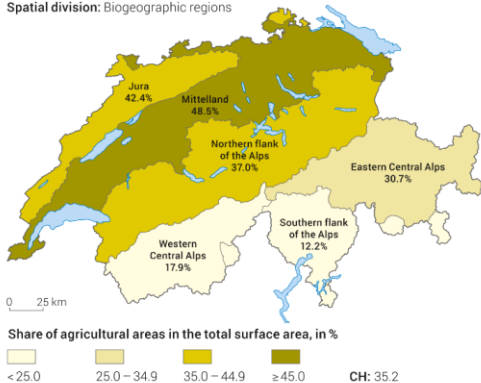 Spatial division: Biogeographic regions
Jura
42.4%
Mittelland
48.5%
Northern flank
of the Alps
37.0%
Eastern Central Alps
30.7%
Southern flank
of the Alps
12.2%
Western
Central Alps
17.9%
0 25 km
Share of agricultural areas in the total surface area, in %
< 25.0 25.0 – 34.9 35.0 – 44.9 ≥ 45.0 CH: 35.2